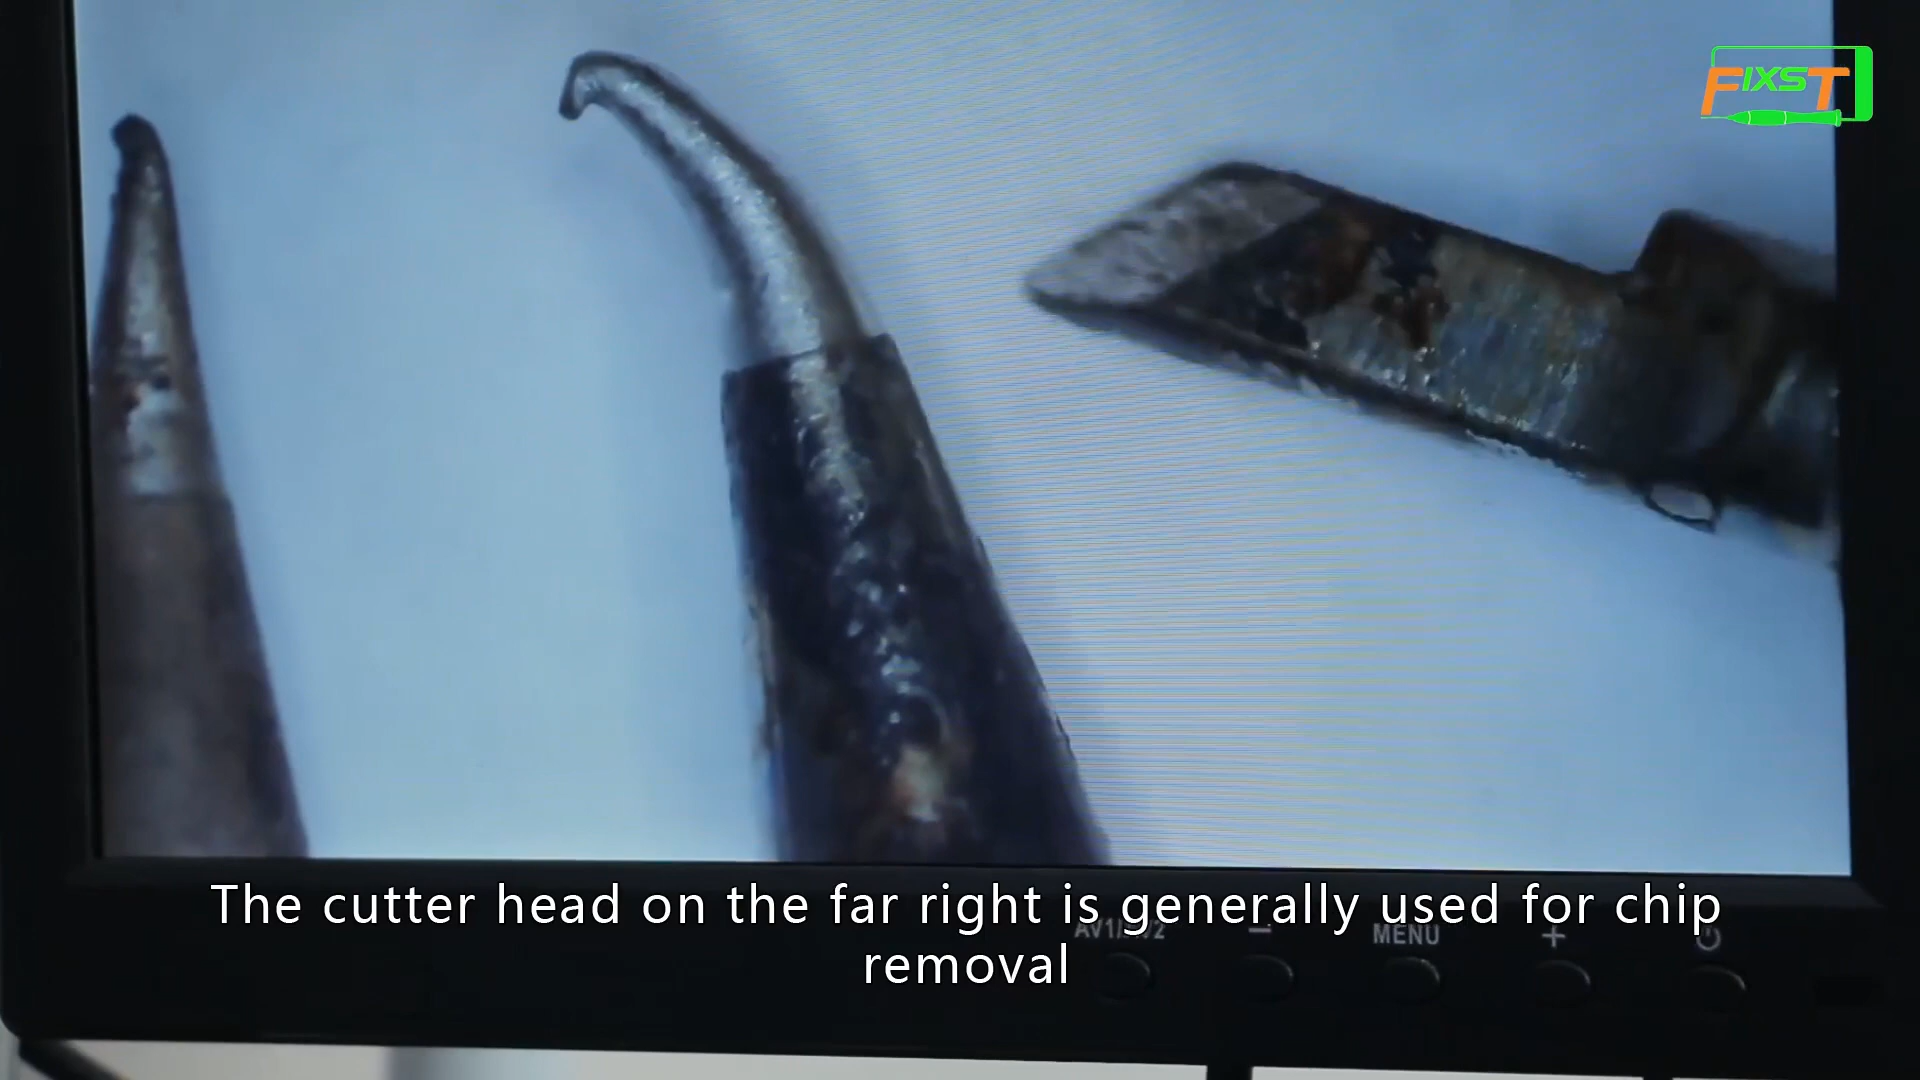 FIXST
The cutter head on the far right is generally used for chip
removal
MENU